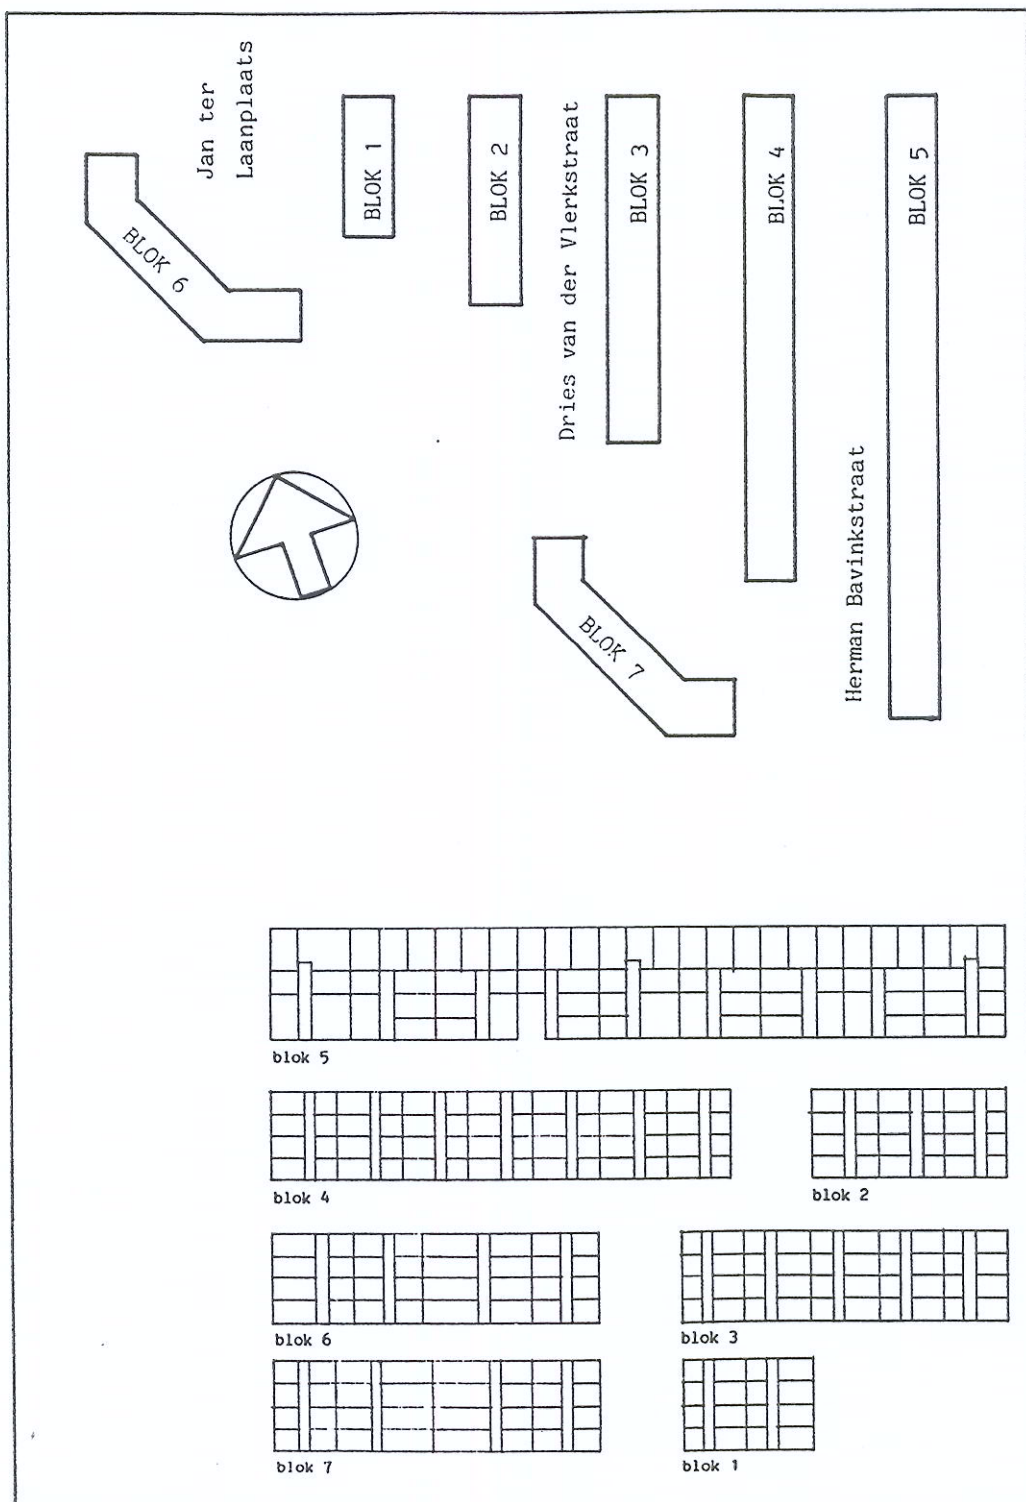 Jan ter
Laanplaats
BLOK 1
BLOK 2
Dries van der Vlerkstraat
BLOK 3
BLOK 4
BLOK 5
BLOK 6
BLOK 7
Herman Bavinkstraat
blok 5
blok 4
blok 2
blok 6
blok 3
blok 7
blok 1